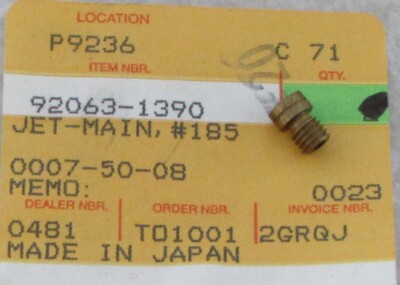 LOCATION
P9236 C 71
ITEM NBR. QTY.
92063-1390
JET-MAIN, #185
0007-50-08
MEMO: 0023
DEALER NBR. ORDER NBR. INVOICE NBR.
0481 T01001 2GRQJ
MADE IN JAPAN